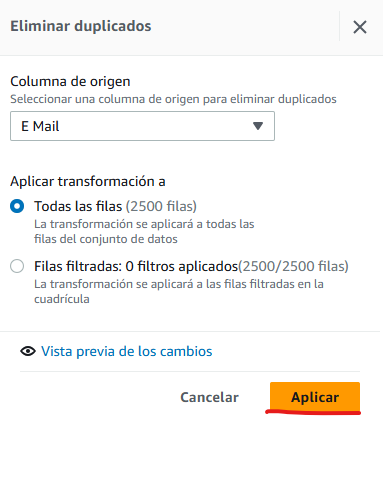 Eliminar duplicados
Columna de origen
Seleccionar una columna de origen para eliminar duplicados
E Mail
Aplicar transformación a
Todas las filas (2500 filas)
La transformación se aplicará a todas las
filas del conjunto de datos
Filas filtradas: 0 filtros aplicados(2500/2500 filas)
La transformación se aplicará a las filas filtradas en la
cuadrícula
Vista previa de los cambios
Cancelar Aplicar